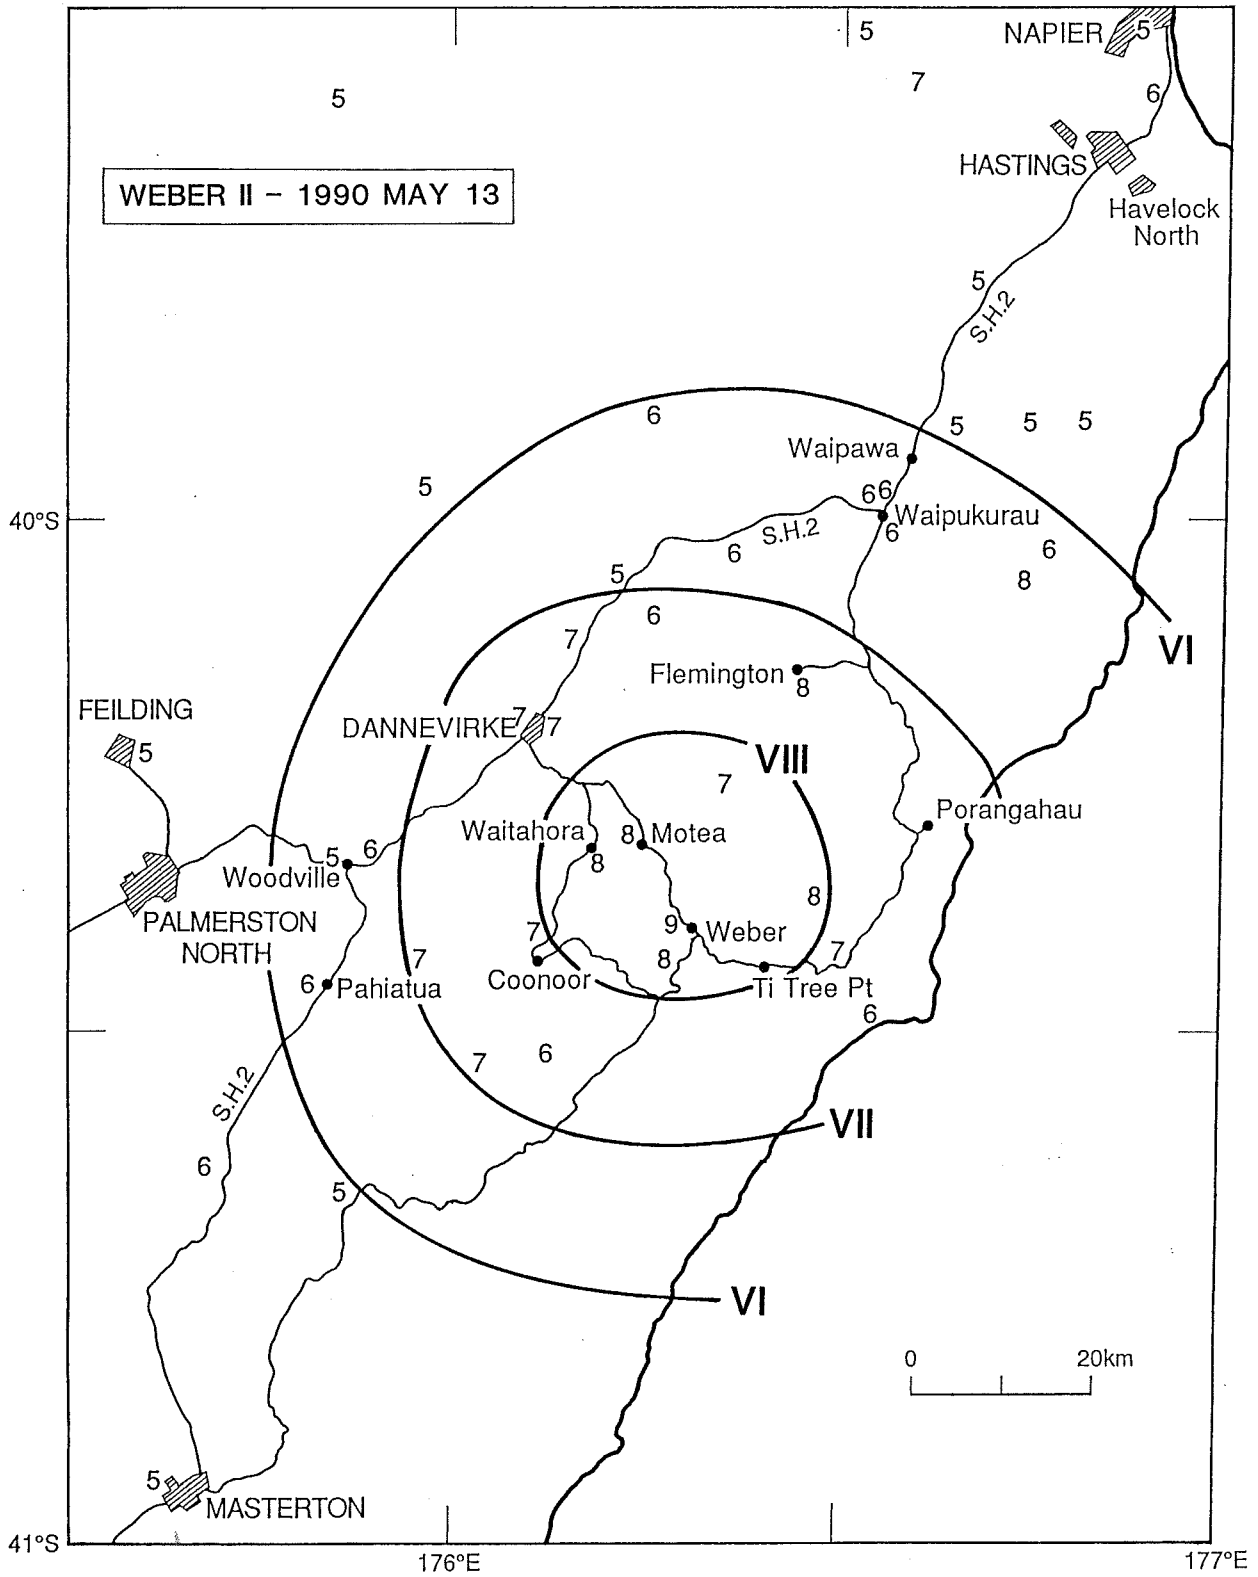 5
NAPIER 5
7
5
6
HASTINGS
WEBER II – 1990 MAY 13
Havelock
North
5
S.H.2
6
5 5 5
Waipawa
5
6 6
40°S
Waipukurau
S.H.2
6
6
6
5
8
6
7
VI
Flemington
8
FEILDING
7
DANNEVIRKE 7
5
VIII
7
Porangahau
Waitahora
8 Motea
5 6
8
Woodville
8
PALMERSTON
NORTH
9 Weber
7
7
8
7
Coonoor
Ti Tree Pt
6 Pahiatua
6
7 6
S.H.2
VII
6
5
VI
0 20km
5
MASTERTON
41°S
176°E
177°E